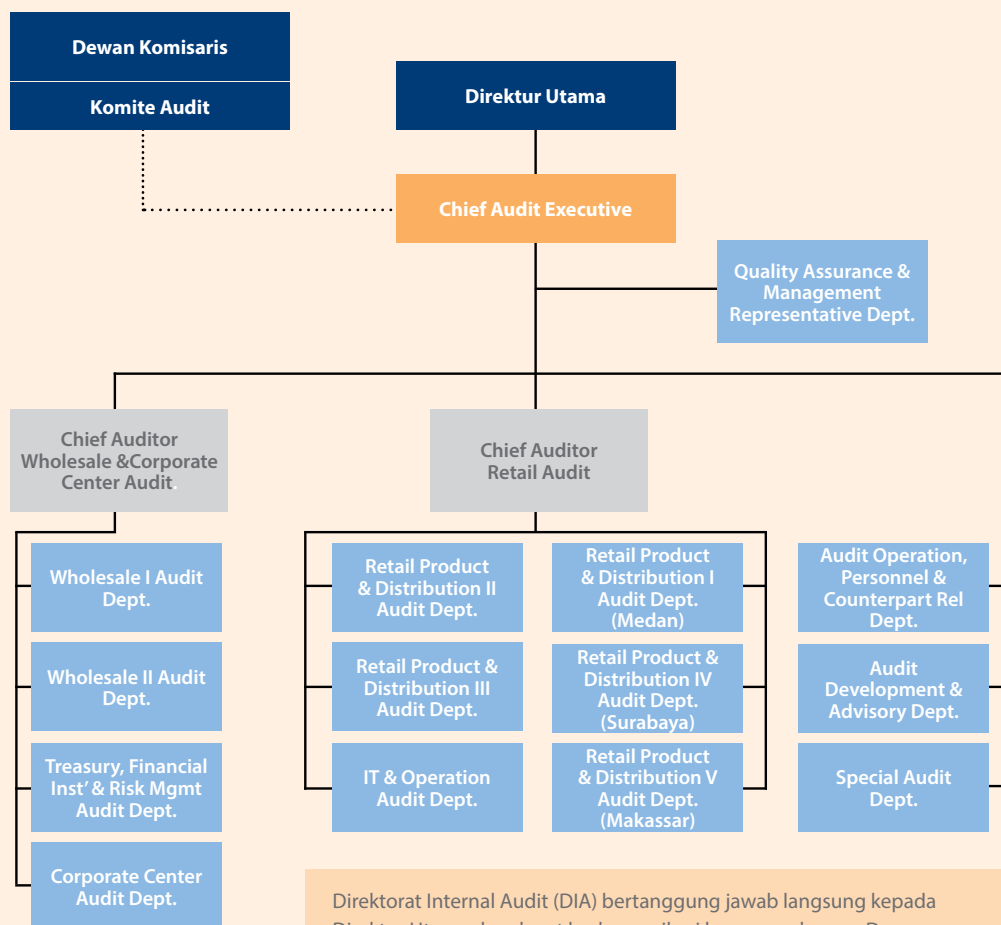 Dewan Komisaris
Komite Audit
Direktur Utama
Chief Audit Executive
Quality Assurance &
Management
Representative Dept.
Chief Auditor
Wholesale &Corporate
Center Audit.
Chief Auditor
Retail Audit
Wholesale I Audit
Dept.
Wholesale II Audit
Dept.
Treasury, Financial
Inst' & Risk Mgmt
Audit Dept.
Corporate Center
Audit Dept.
Retail Product
& Distribution II
Audit Dept.
Retail Product &
Distribution III
Audit Dept.
IT & Operation
Audit Dept.
Retail Product
& Distribution I
Audit Dept.
(Medan)
Retail Product &
Distribution IV
Audit Dept.
(Surabaya)
Retail Product
& Distribution V
Audit Dept.
(Makassar)
Audit Operation,
Personnel &
Counterpart Rel
Dept.
Audit
Development &
Advisory Dept.
Special Audit
Dept.
Direktorat Internal Audit (DIA) bertanggung jawab langsung kepada